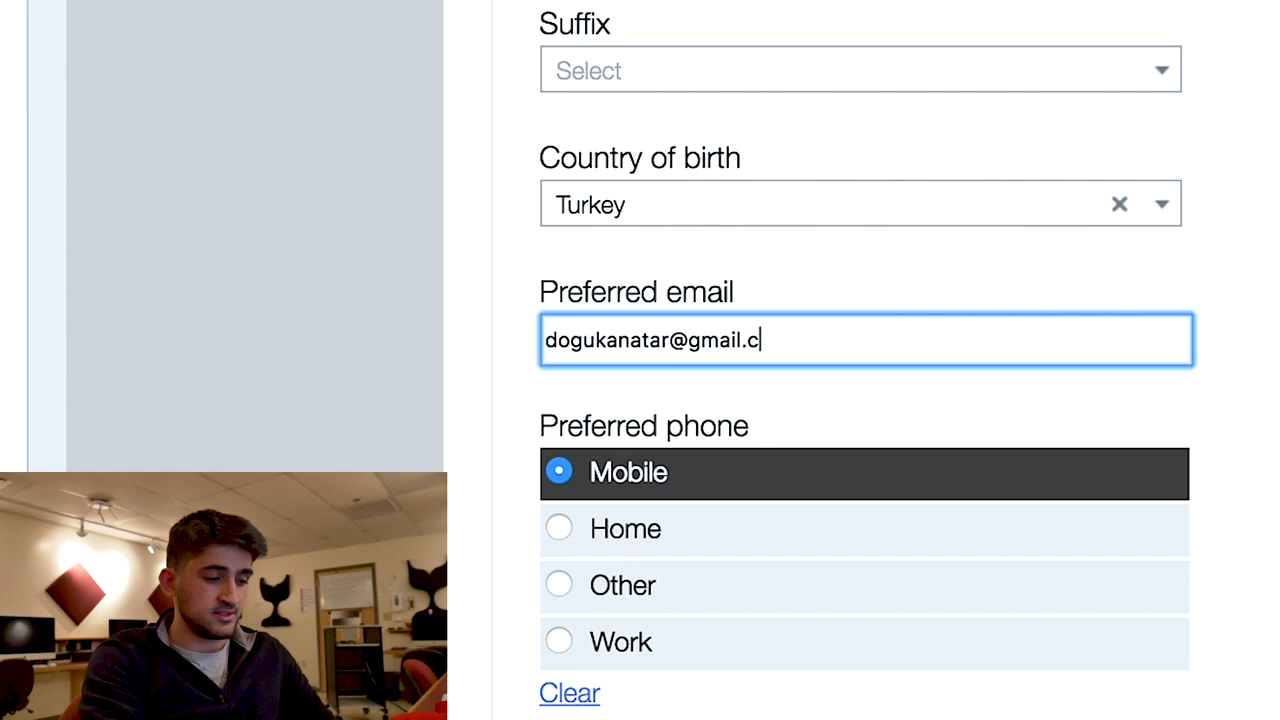 Suffix
Select
Country of birth
Turkey
Preferred email
dogukanatar@gmail.c
Preferred phone
Mobile
Home
Other
Work
Clear